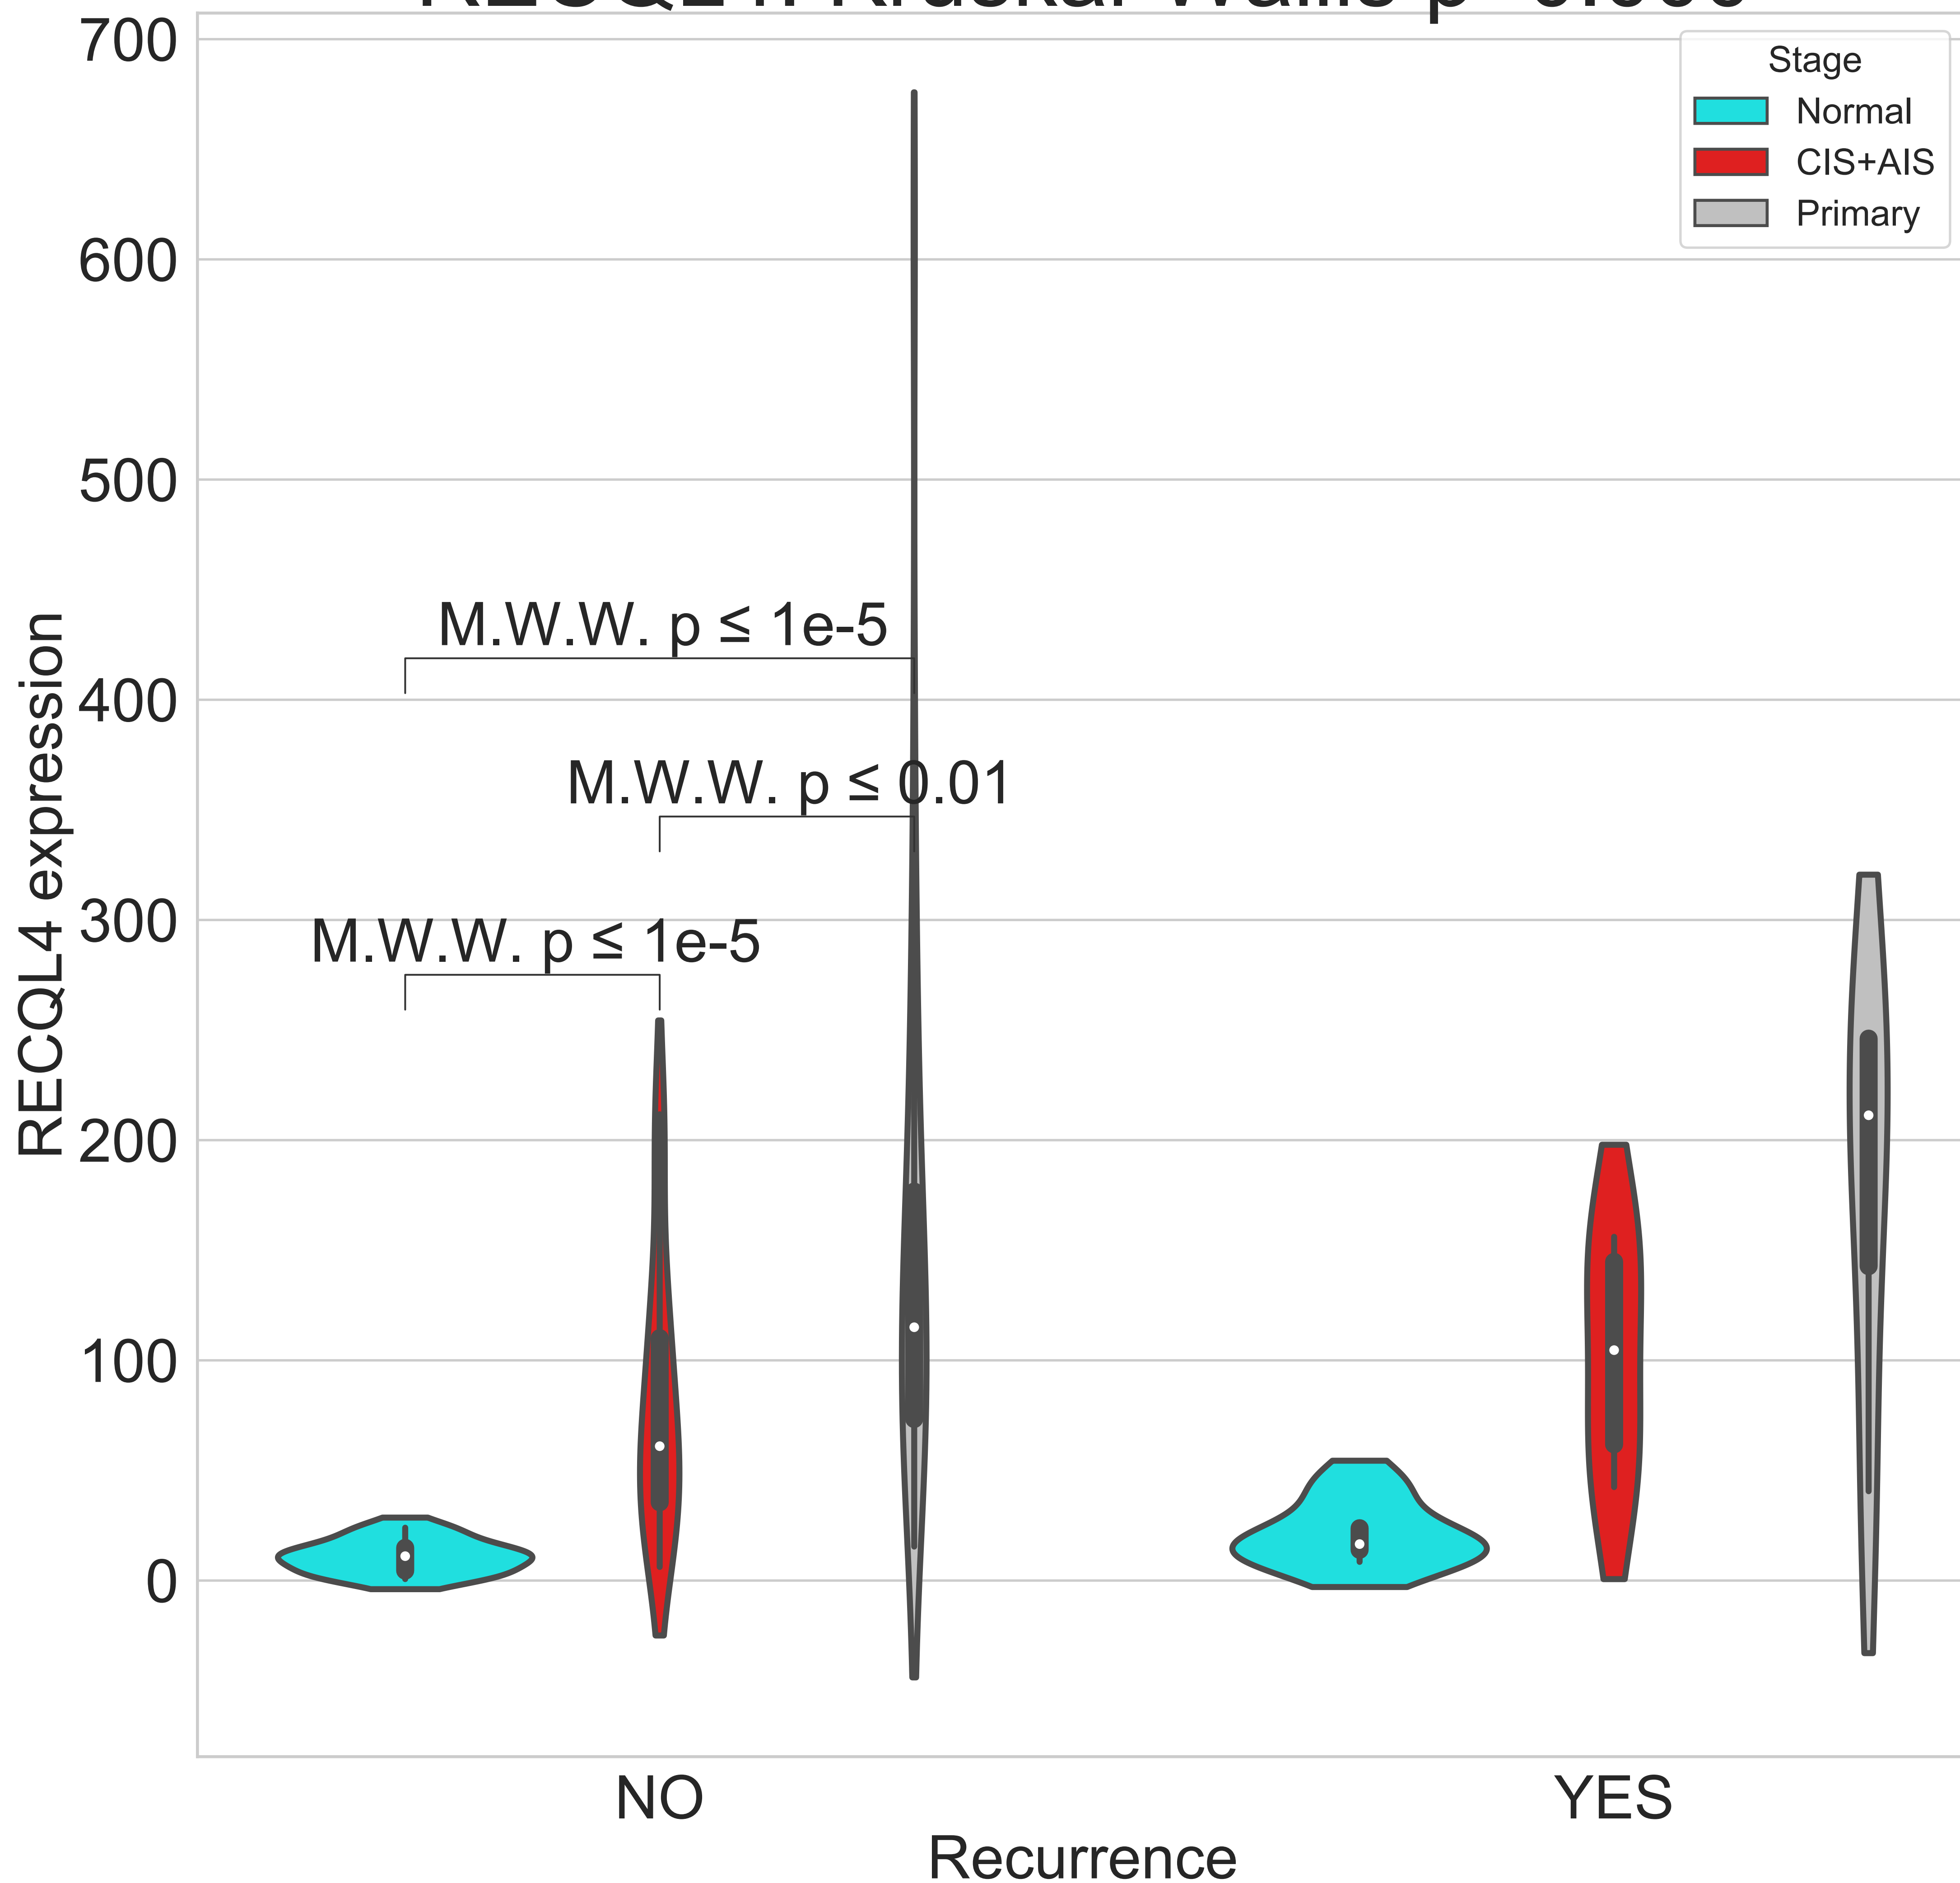 700
600
500
400
300
200
100
0
RECQL4 expression
Stage
Normal
CIS+AIS
Primary
M.W.W. p ≤ 1e-5
M.W.W. p ≤ 0.01
M.W.W. p ≤ 1e-5
NO
YES
Recurrence